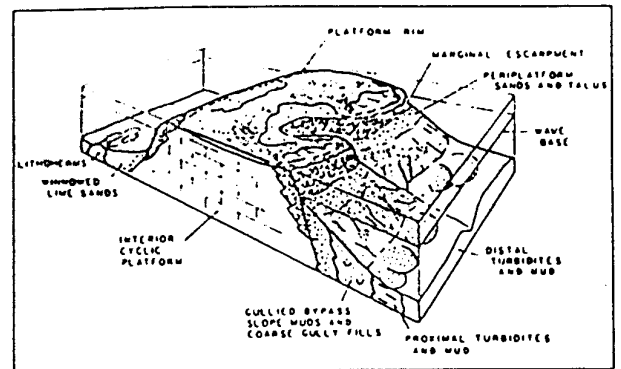 PLATFORM RIM
MARGINAL ESCARPMENT
PERIPLATFORM
SANDS AND TALUS
WAVE
BASE
LITHOHERMS
WINNOWED
LIME SANDS
INTERIOR
CYCLIC
PLATFORM
DISTAL
TURBIDITES
AND MUD
GULLIED BYPASS
SLOPE MUDS AND
COARSE GULLY FILLS
PROXIMAL TURBIDITES
AND MUD